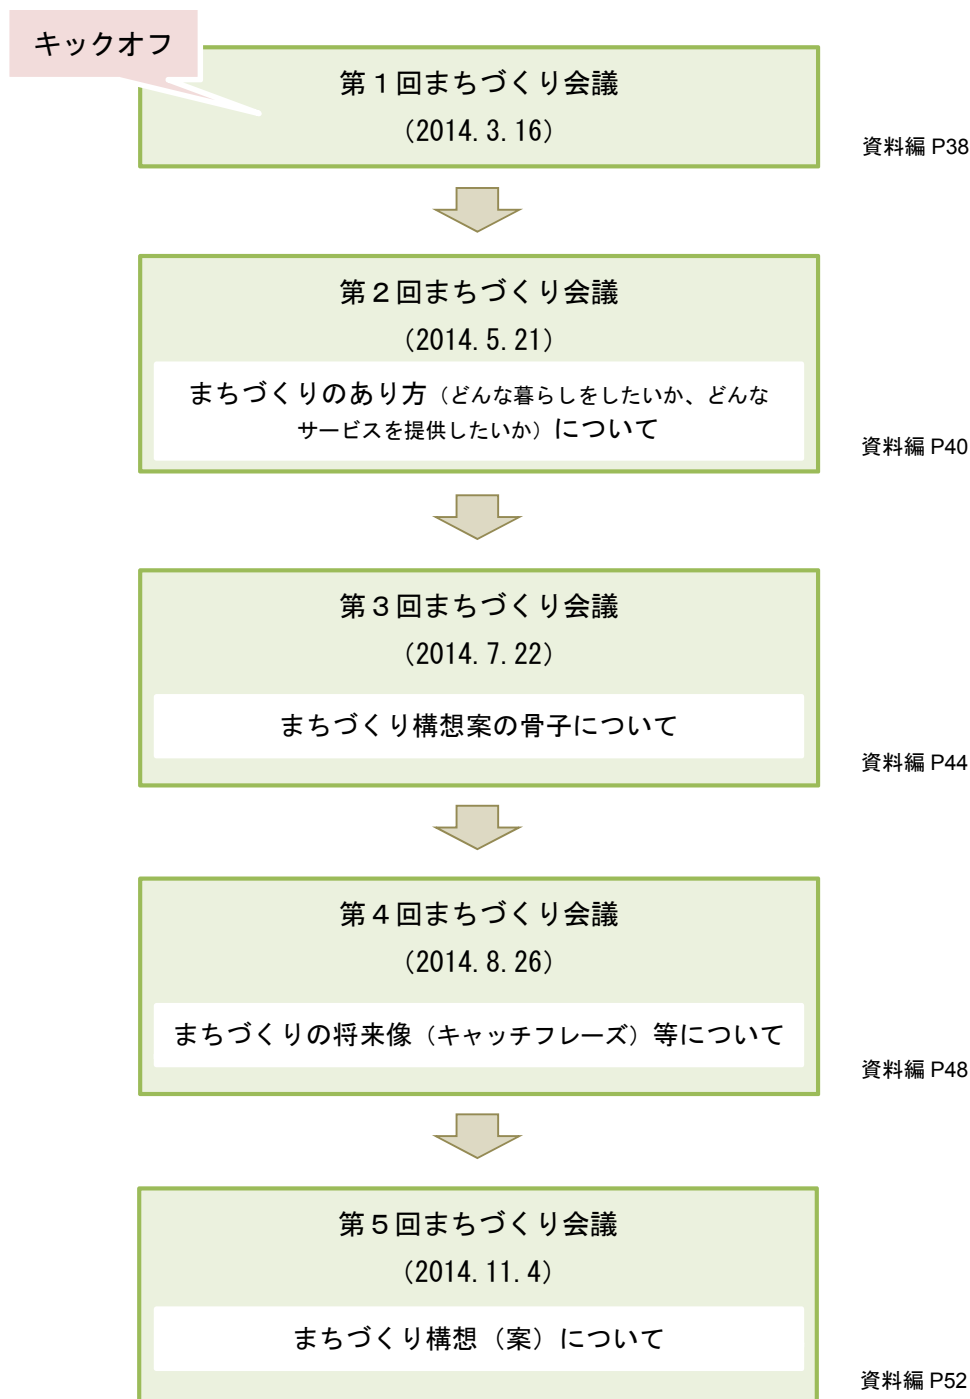 キックオフ
第１回まちづくり会議
（2014.3.16）
資料編 P38
第２回まちづくり会議
（2014.5.21）
まちづくりのあり方（どんな暮らしをしたいか、どんな
サービスを提供したいか）について
資料編 P40
第３回まちづくり会議
（2014.7.22）
まちづくり構想案の骨子について
資料編 P44
第４回まちづくり会議
（2014.8.26）
まちづくりの将来像（キャッチフレーズ）等について
資料編 P48
第５回まちづくり会議
（2014.11.4）
まちづくり構想（案）について
資料編 P52